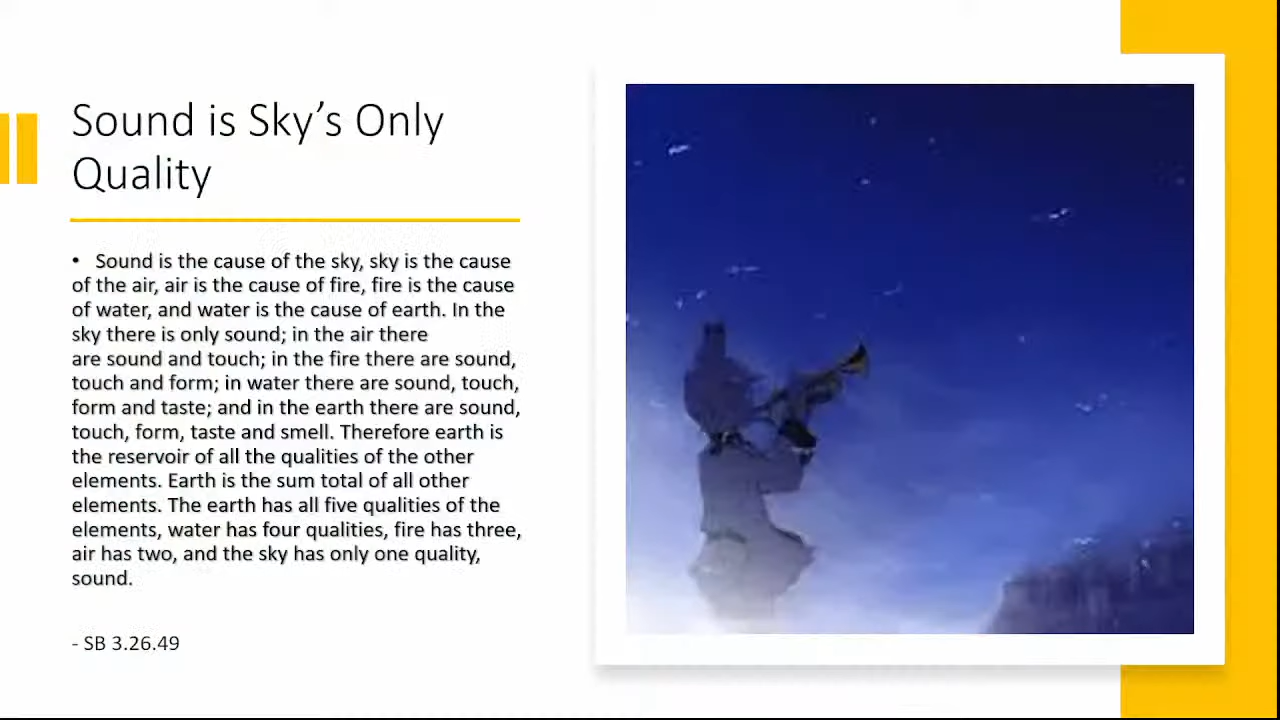 Sound is Sky’s Only
Quality
• Sound is the cause of the sky, sky is the cause
of the air, air is the cause of fire, fire is the cause
of water, and water is the cause of earth. In the
sky there is only sound; in the air there
are sound and touch; in the fire there are sound,
touch and form; in water there are sound, touch,
form and taste; and in the earth there are sound,
touch, form, taste and smell. Therefore earth is
the reservoir of all the qualities of the other
elements. Earth is the sum total of all other
elements. The earth has all five qualities of the
elements, water has four qualities, fire has three,
air has two, and the sky has only one quality,
sound.
- SB 3.26.49